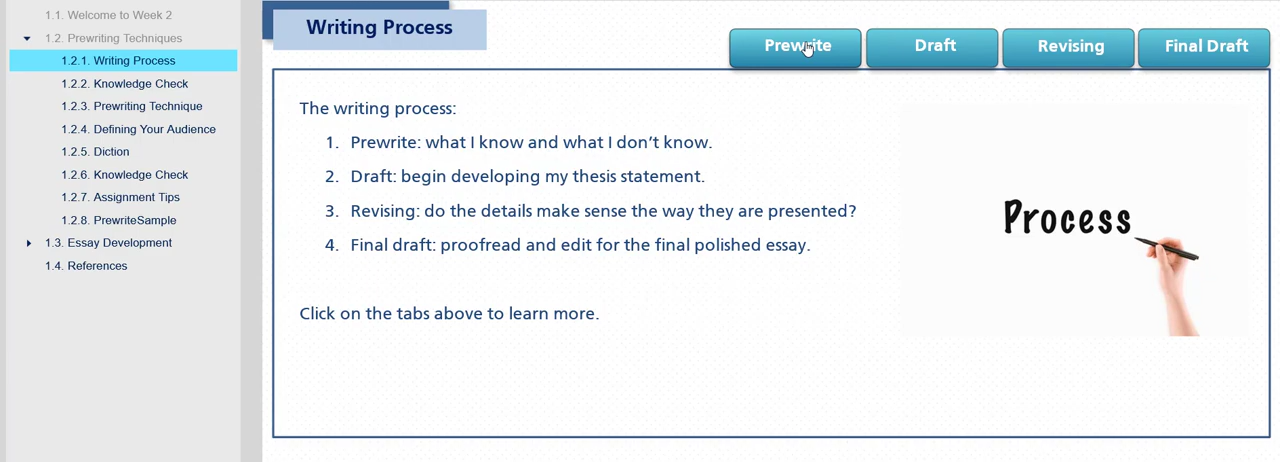 1.1. Welcome to Week 2
1.2. Prewriting Techniques
1.2.1. Writing Process
1.2.2. Knowledge Check
1.2.3. Prewriting Technique
1.2.4. Defining Your Audience
1.2.5. Diction
1.2.6. Knowledge Check
1.2.7. Assignment Tips
1.2.8. PrewriteSample
1.3. Essay Development
1.4. References
Writing Process
Prewrite
Draft
Revising
Final Draft
The writing process:
1. Prewrite: what I know and what I don't know.
2. Draft: begin developing my thesis statement.
3. Revising: do the details make sense the way they are presented?
4. Final draft: proofread and edit for the final polished essay.
Click on the tabs above to learn more.
Process